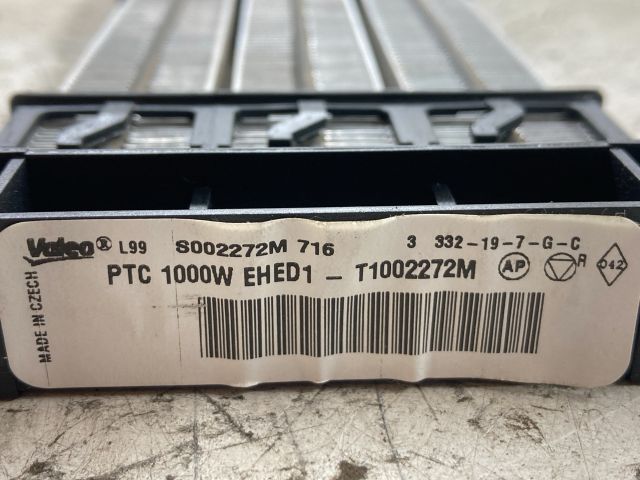 Valeo® L99 S002272M 716 3 332-19-7-G-C
PTC 1000W EHED1 - T1002272M AP R 042
MADE IN CZECH